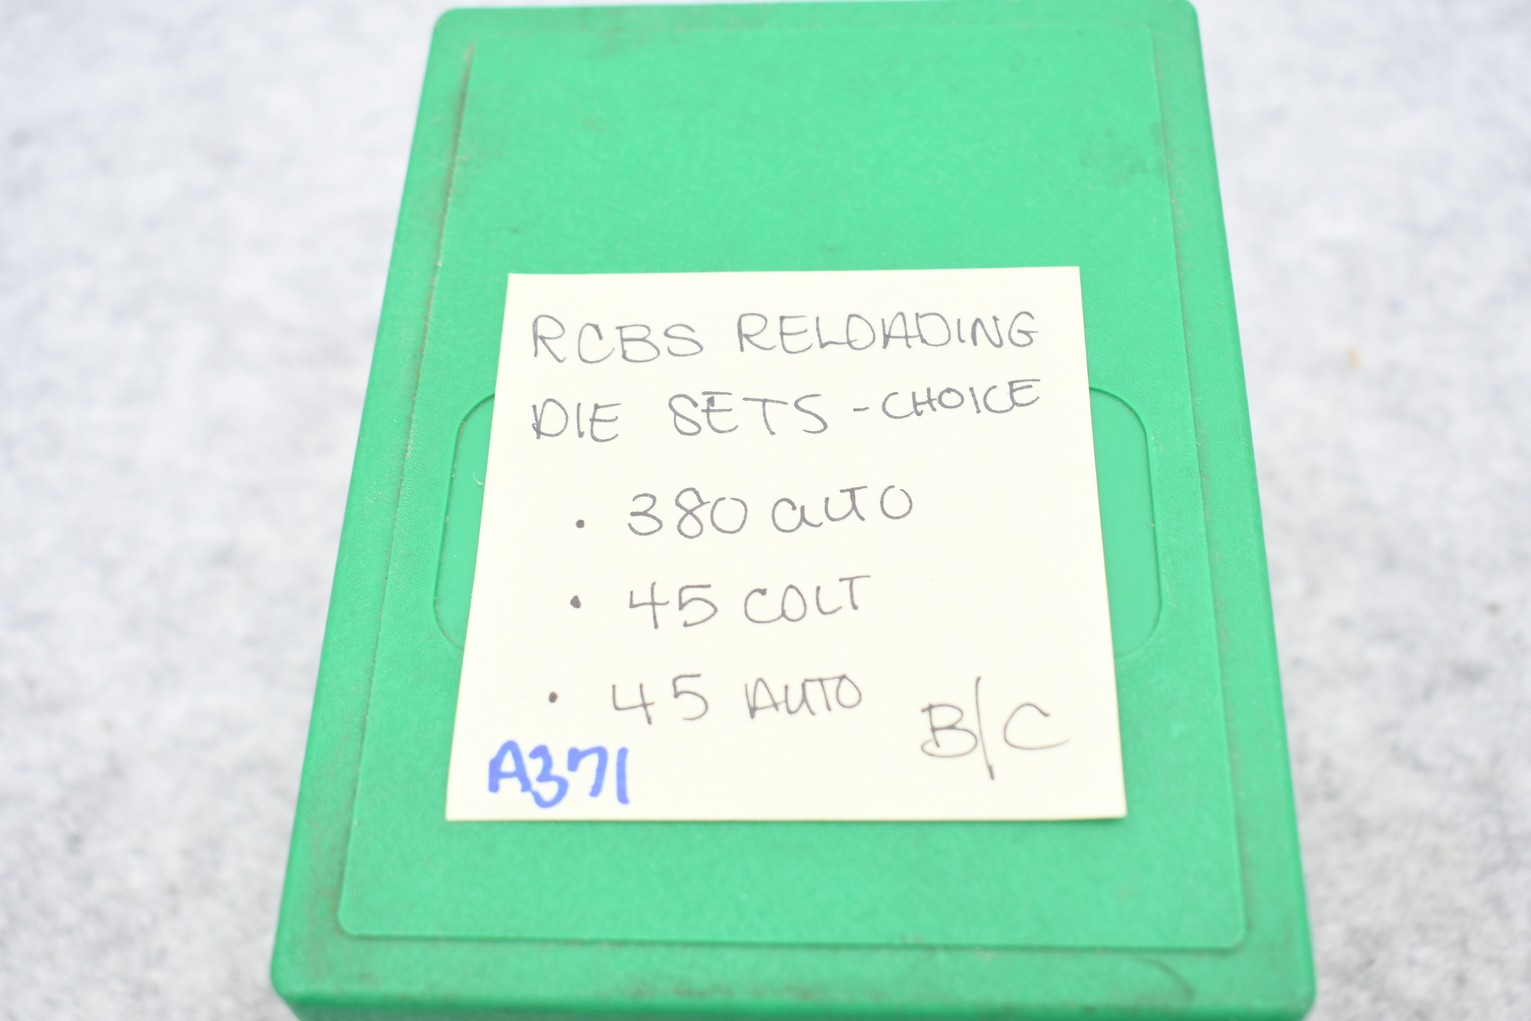 RCBS RELOADING
DIE SETS - CHOICE
• 380 AUTO
• 45 COLT
• 45 AUTO
B/C
A371